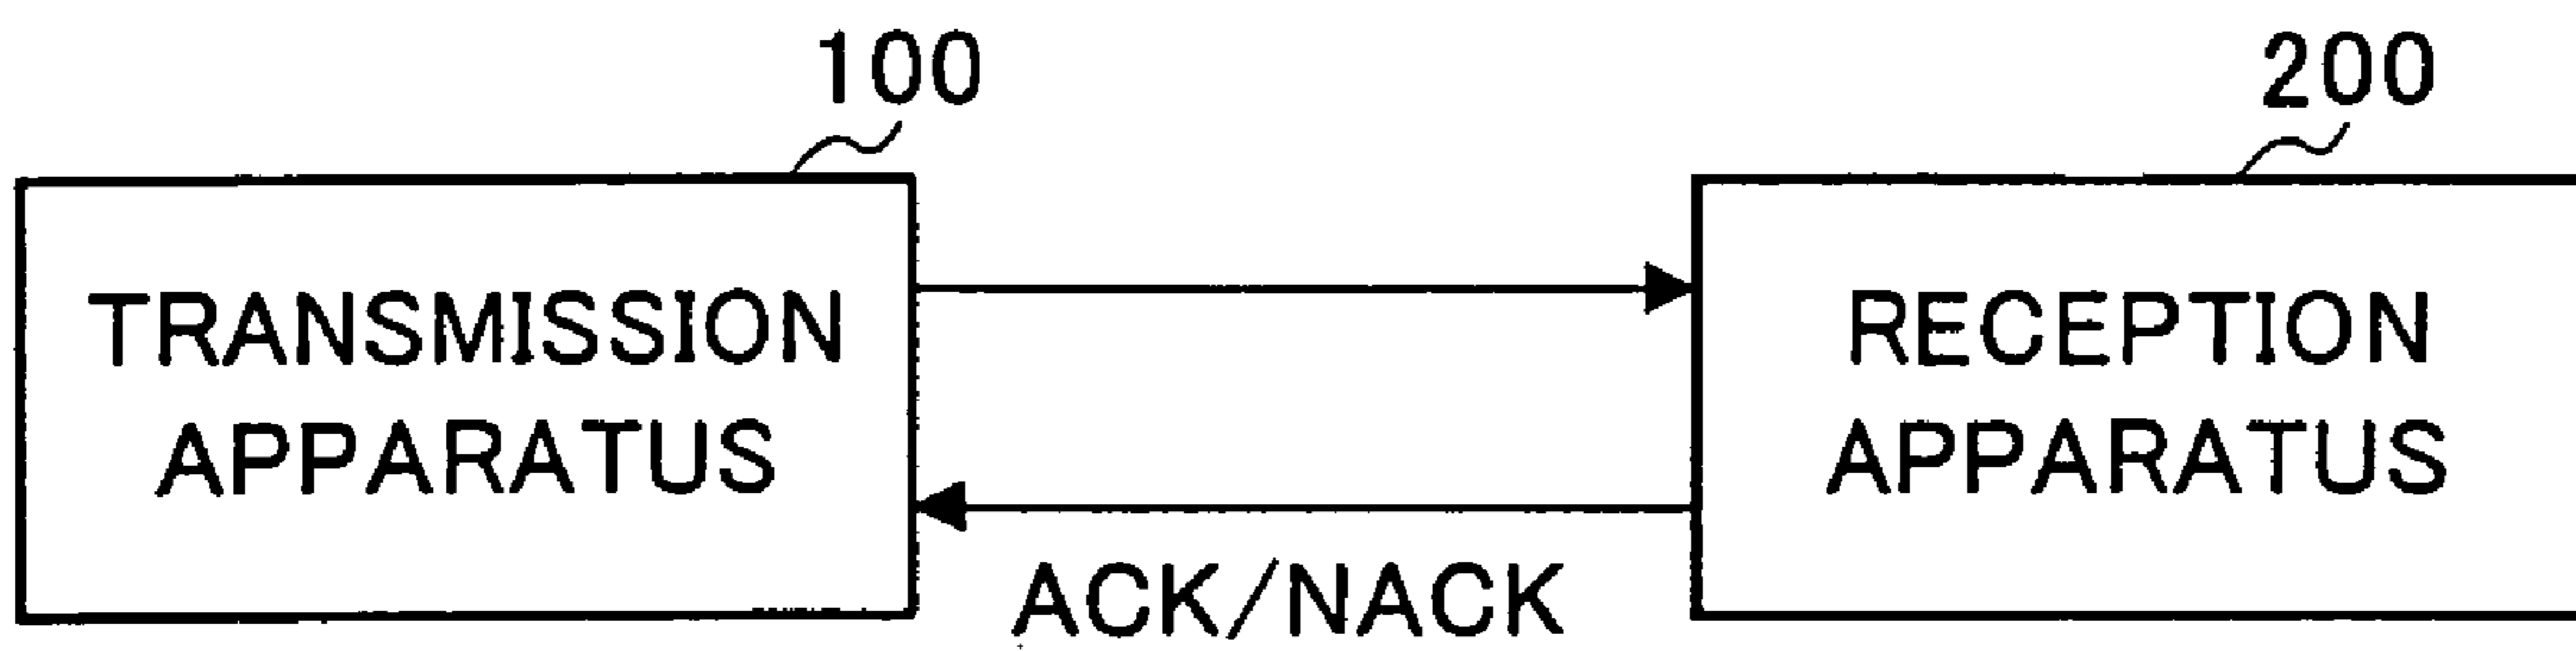 100
200
TRANSMISSION
APPARATUS
RECEPTION
APPARATUS
ACK/NACK